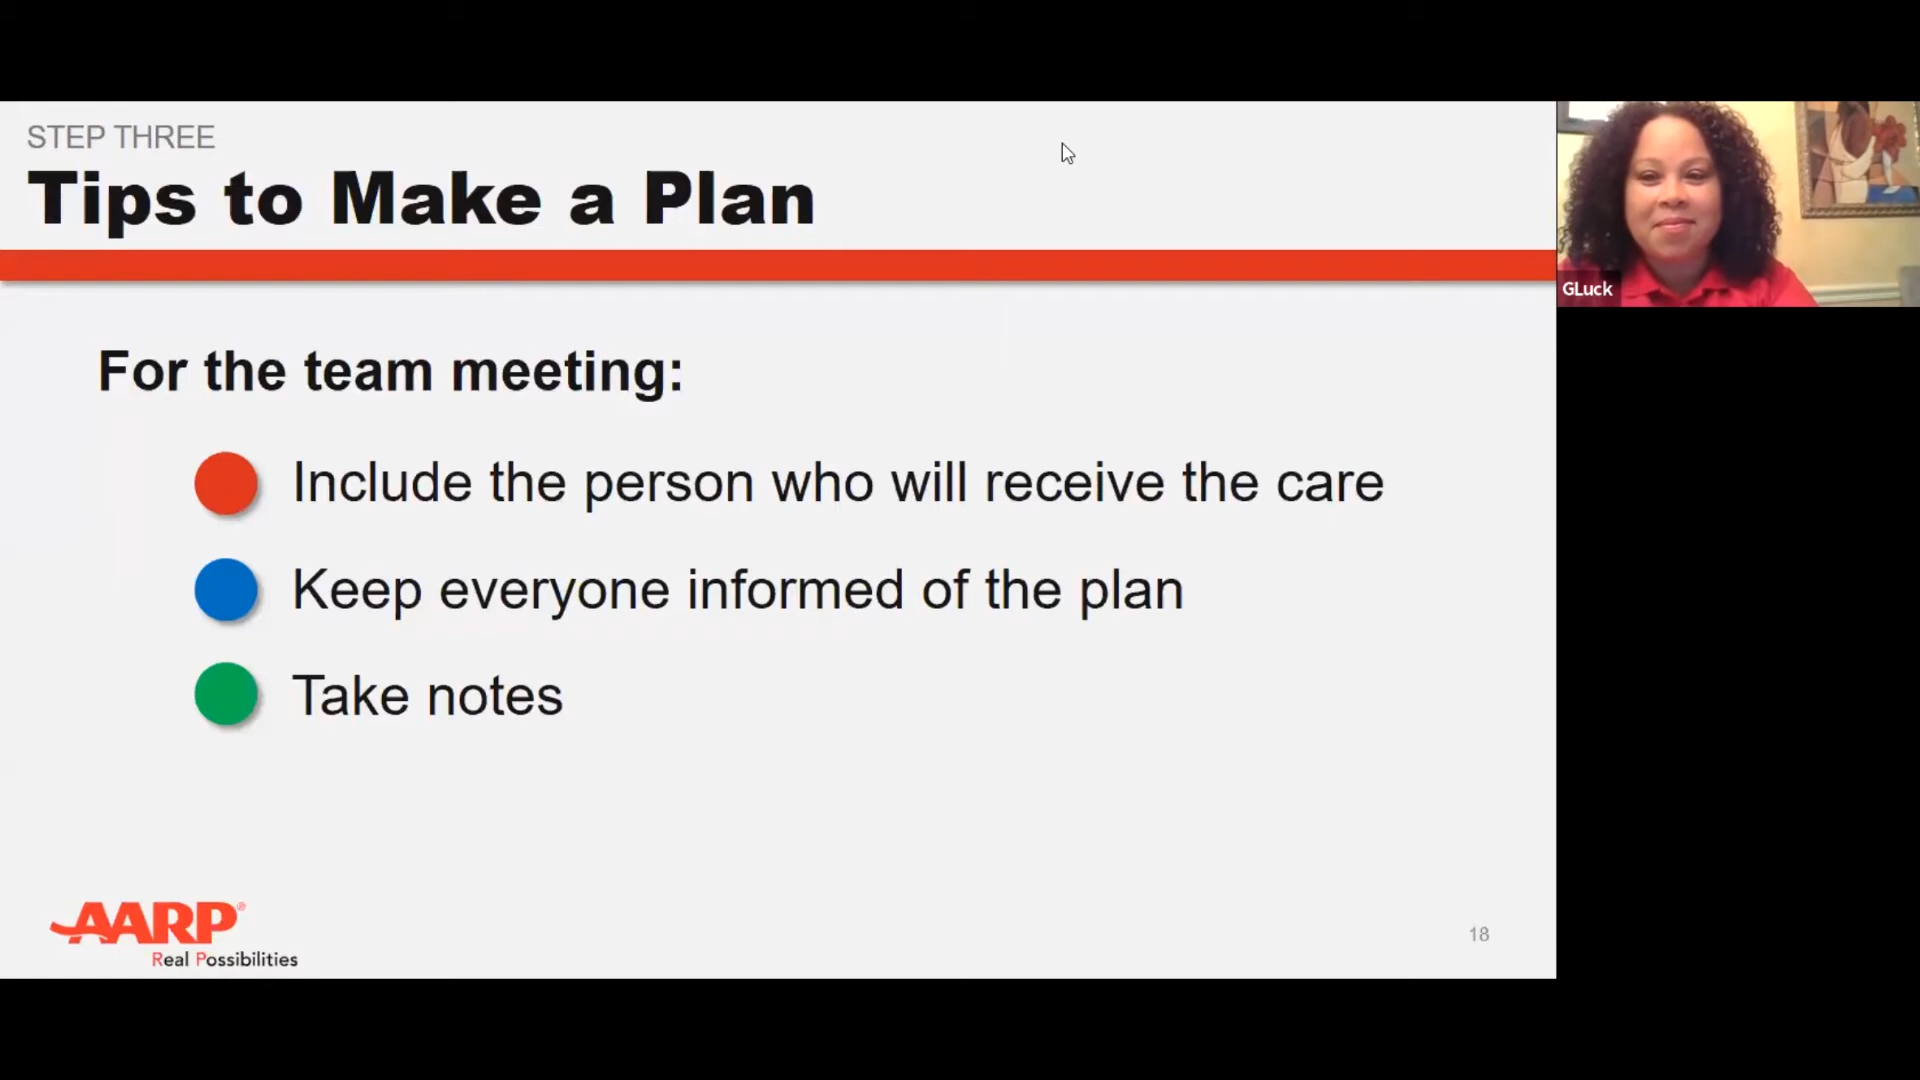 STEP THREE
Tips to Make a Plan
GLuck
For the team meeting:
Include the person who will receive the care
Keep everyone informed of the plan
Take notes
AARP®
Real Possibilities
18